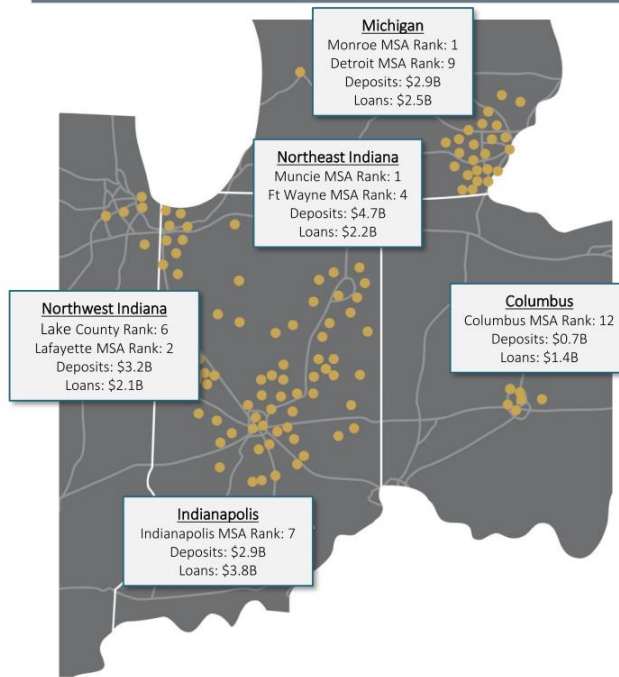 Michigan
Monroe MSA Rank: 1
Detroit MSA Rank: 9
Deposits: $2.9B
Loans: $2.5B
Northeast Indiana
Muncie MSA Rank: 1
Ft Wayne MSA Rank: 4
Deposits: $4.7B
Loans: $2.2B
Northwest Indiana
Lake County Rank: 6
Lafayette MSA Rank: 2
Deposits: $3.2B
Loans: $2.1B
Columbus
Columbus MSA Rank: 12
Deposits: $0.7B
Loans: $1.4B
Indianapolis
Indianapolis MSA Rank: 7
Deposits: $2.9B
Loans: $3.8B